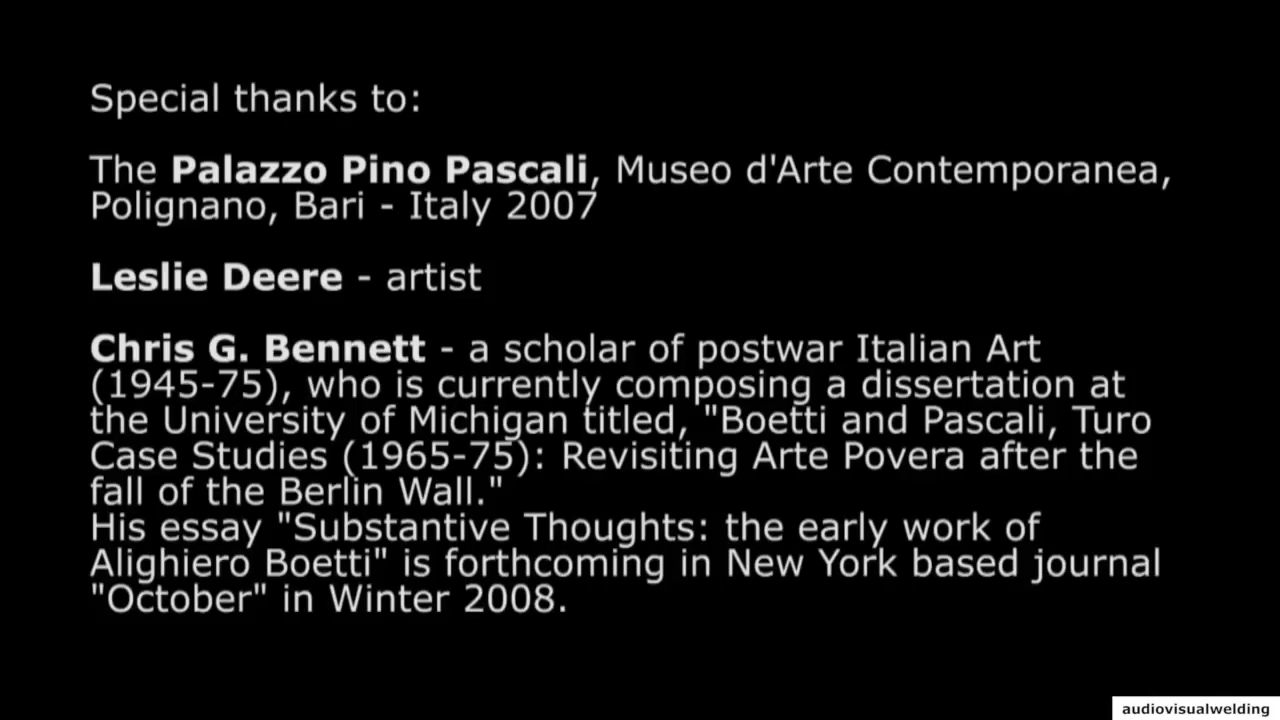 Special thanks to:
The Palazzo Pino Pascali, Museo d'Arte Contemporanea,
Polignano, Bari - Italy 2007
Leslie Deere - artist
Chris G. Bennett - a scholar of postwar Italian Art
(1945-75), who is currently composing a dissertation at
the University of Michigan titled, "Boetti and Pascali, Turo
Case Studies (1965-75): Revisiting Arte Povera after the
fall of the Berlin Wall."
His essay "Substantive Thoughts: the early work of
Alighiero Boetti" is forthcoming in New York based journal
"October" in Winter 2008.
audiovisualwelding